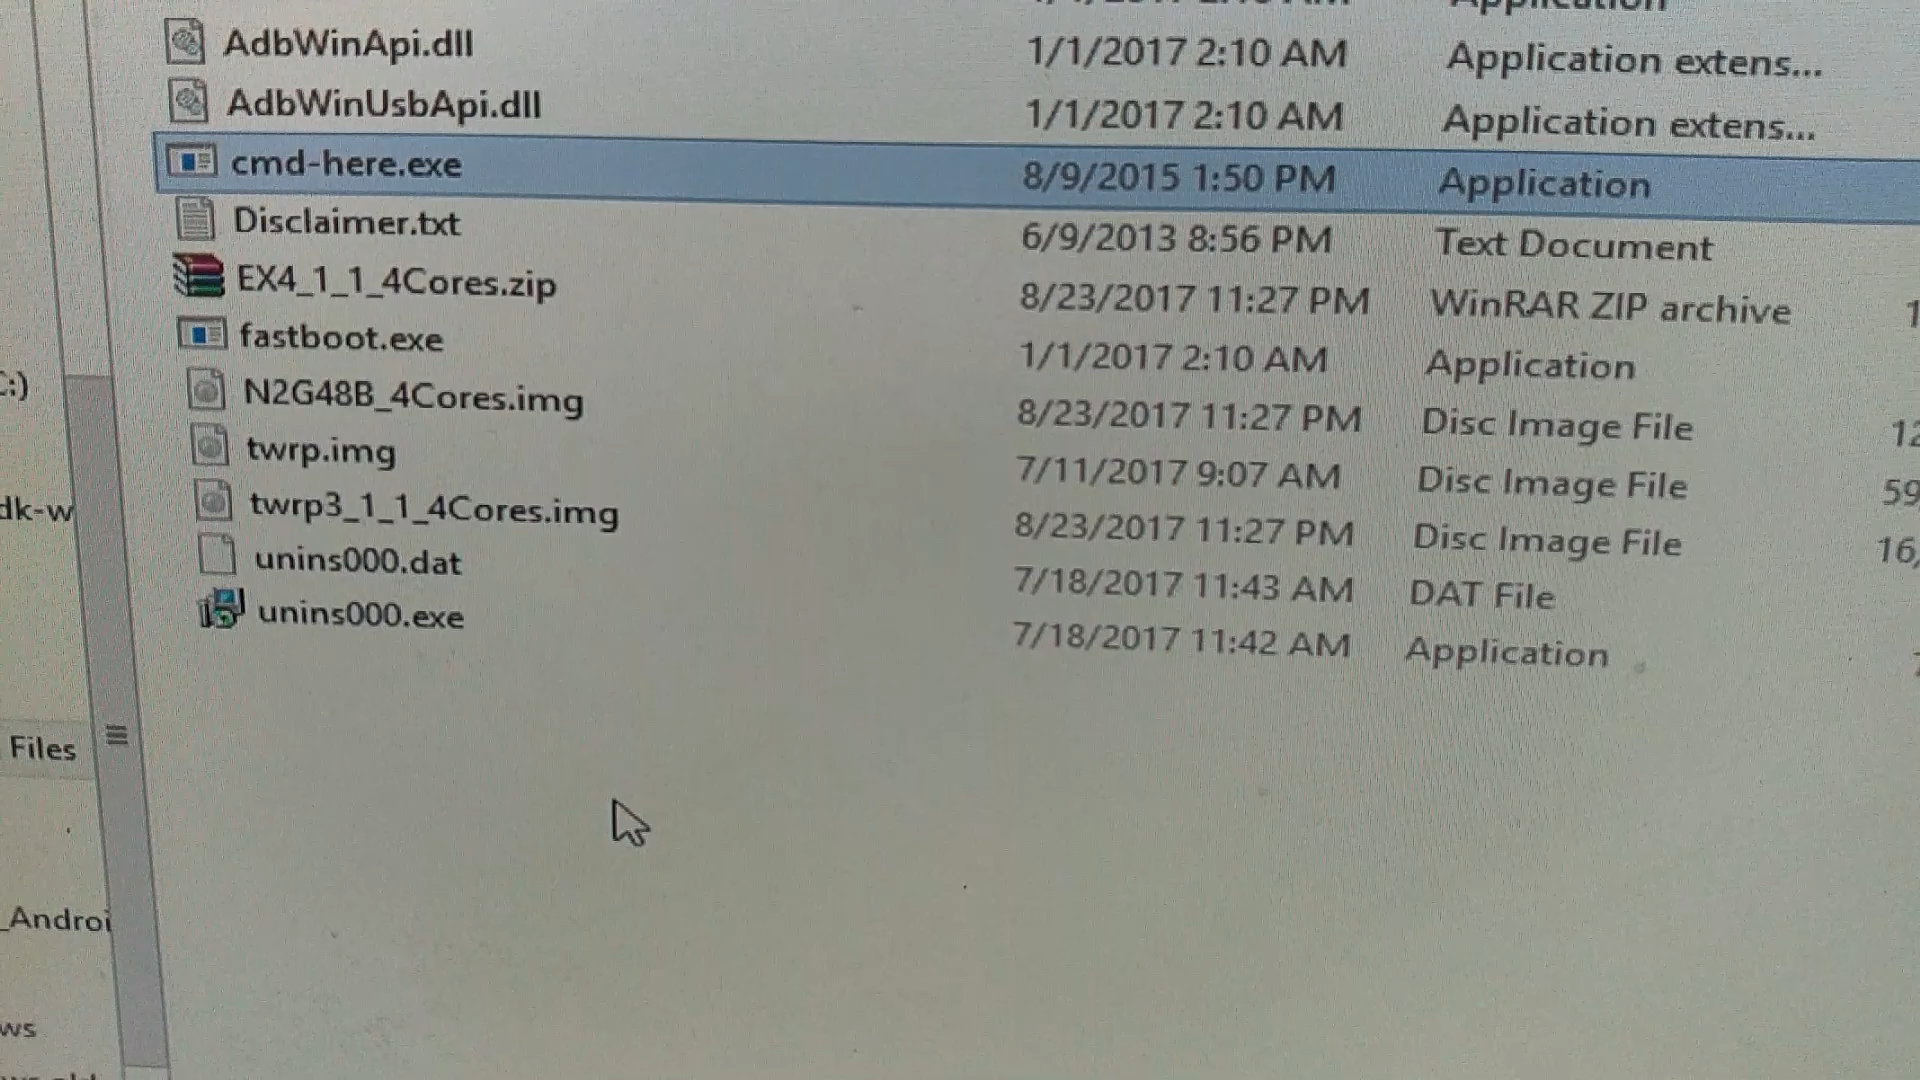 AdbWinApi.dll 1/1/2017 2:10 AM Application extens...
AdbWinUsbApi.dll 1/1/2017 2:10 AM Application extens...
cmd-here.exe 8/9/2015 1:50 PM Application
Disclaimer.txt 6/9/2013 8:56 PM Text Document
EX4_1_1_4Cores.zip 8/23/2017 11:27 PM WinRAR ZIP archive 1
fastboot.exe 1/1/2017 2:10 AM Application
C:)
N2G48B_4Cores.img 8/23/2017 11:27 PM Disc Image File 12
twrp.img 7/11/2017 9:07 AM Disc Image File 59
dk-w
twrp3_1_1_4Cores.img 8/23/2017 11:27 PM Disc Image File 16,
unins000.dat 7/18/2017 11:43 AM DAT File
unins000.exe 7/18/2017 11:42 AM Application
Files
_Androi
ws